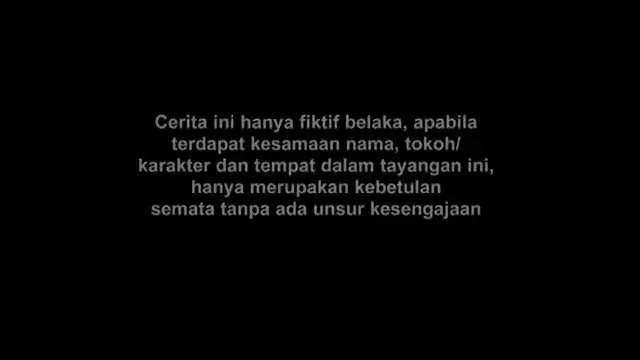 Cerita ini hanya fiktif belaka, apabila
terdapat kesamaan nama, tokoh/
karakter dan tempat dalam tayangan ini,
hanya merupakan kebetulan
semata tanpa ada unsur kesengajaan